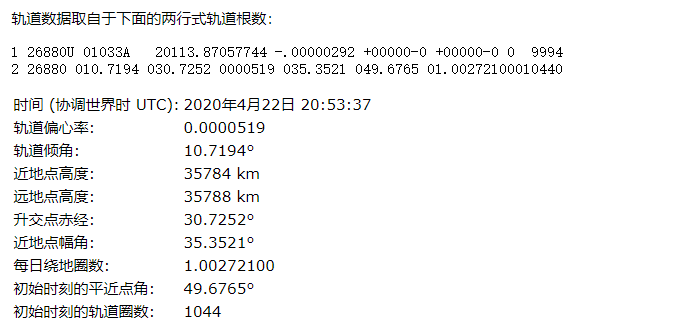 轨道数据取自于下面的两行式轨道根数:
1 26880U 01033A   20113.87057744 -.00000292 +00000-0 +00000-0 0  9994
2 26880 010.7194 030.7252 0000519 035.3521 049.6765 01.00272100010440
时间 (协调世界时 UTC): 2020年4月22日 20:53:37
轨道偏心率: 0.0000519
轨道倾角: 10.7194°
近地点高度: 35784 km
远地点高度: 35788 km
升交点赤经: 30.7252°
近地点幅角: 35.3521°
每日绕地圈数: 1.00272100
初始时刻的平近点角: 49.6765°
初始时刻的轨道圈数: 1044